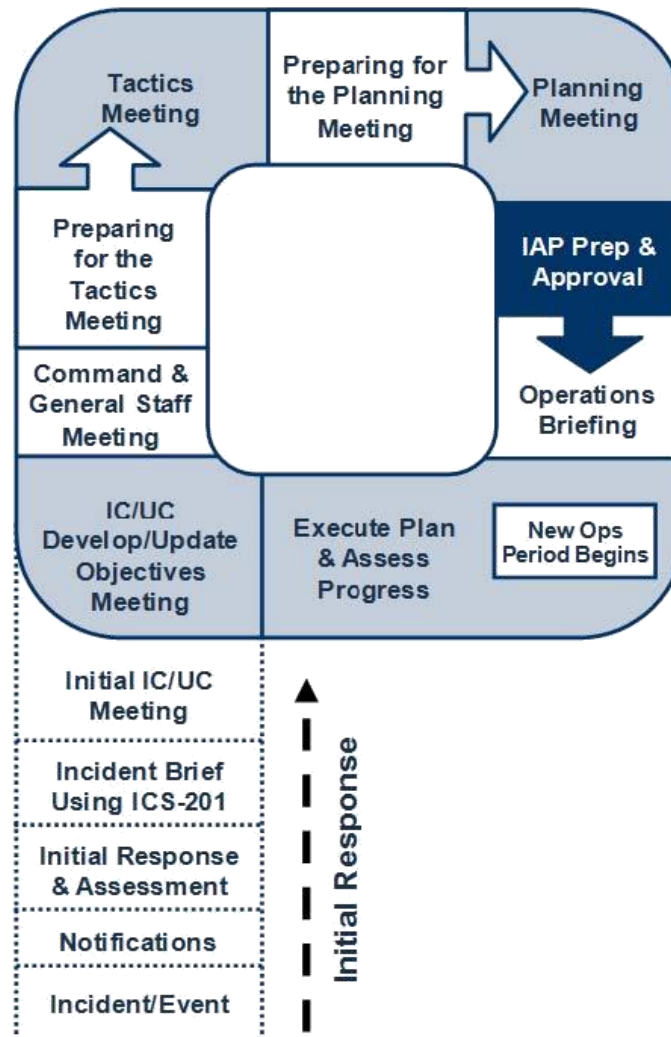 Tactics
Meeting
Preparing for
the Planning
Meeting
Planning
Meeting
Preparing
for the
Tactics
Meeting
IAP Prep &
Approval
Command &
General Staff
Meeting
Operations
Briefing
IC/UC
Develop/Update
Objectives
Meeting
Execute Plan
& Assess
Progress
New Ops
Period Begins
Initial IC/UC
Meeting
Incident Brief
Using ICS-201
Initial Response
& Assessment
Notifications
Incident/Event
Initial Response